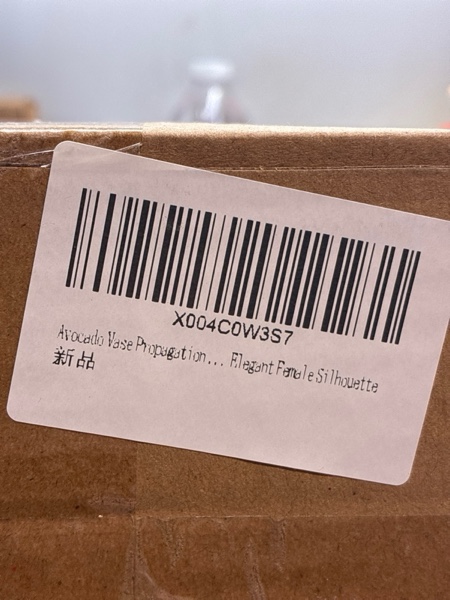 X004C0W3S7
Avocado Vase Propagation... Elegant Female Silhouette
新品